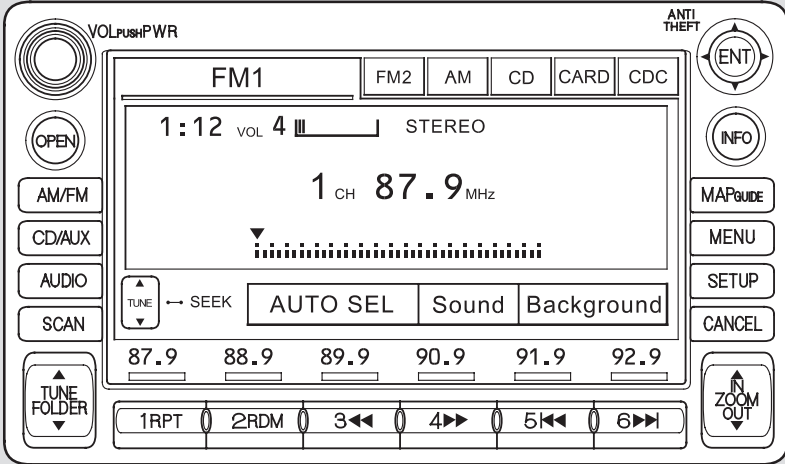 VOLPUSHPWR
ANTI
THEFT
ENT
FM1
FM2
AM
CD
CARD
CDC
OPEN
1:12 VOL 4 STEREO
INFO
1 CH 87.9 MHz
AM/FM
MAPGUIDE
CD/AUX
MENU
AUDIO
SETUP
TUNE
SEEK
AUTO SEL
Sound
Background
SCAN
CANCEL
87.9 88.9 89.9 90.9 91.9 92.9
TUNE
FOLDER
IN
ZOOM
OUT
1RPT 2RDM 3◀◀ 4▶▶ 5|◀◀ 6▶▶|